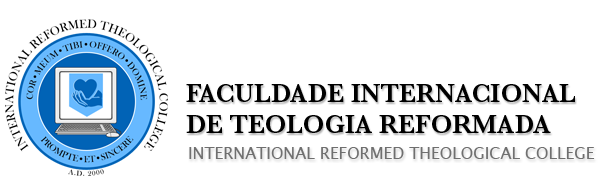 INTERNATIONAL REFORMED THEOLOGICAL COLLEGE
COR • MEUM • TIBI • OFFERO • DOMINE
PROMPTE • ET • SINCERE
A.D. 2000
FACULDADE INTERNACIONAL
DE TEOLOGIA REFORMADA
INTERNATIONAL REFORMED THEOLOGICAL COLLEGE